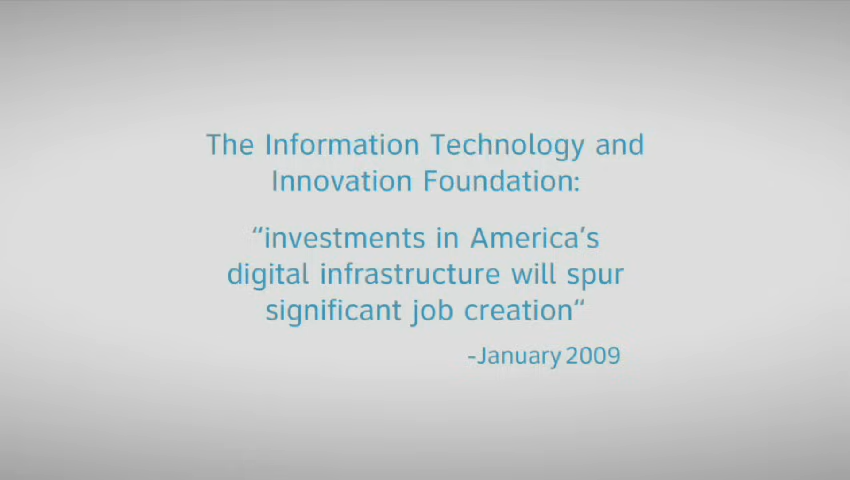 The Information Technology and
Innovation Foundation:
“investments in America’s
digital infrastructure will spur
significant job creation“
-January 2009